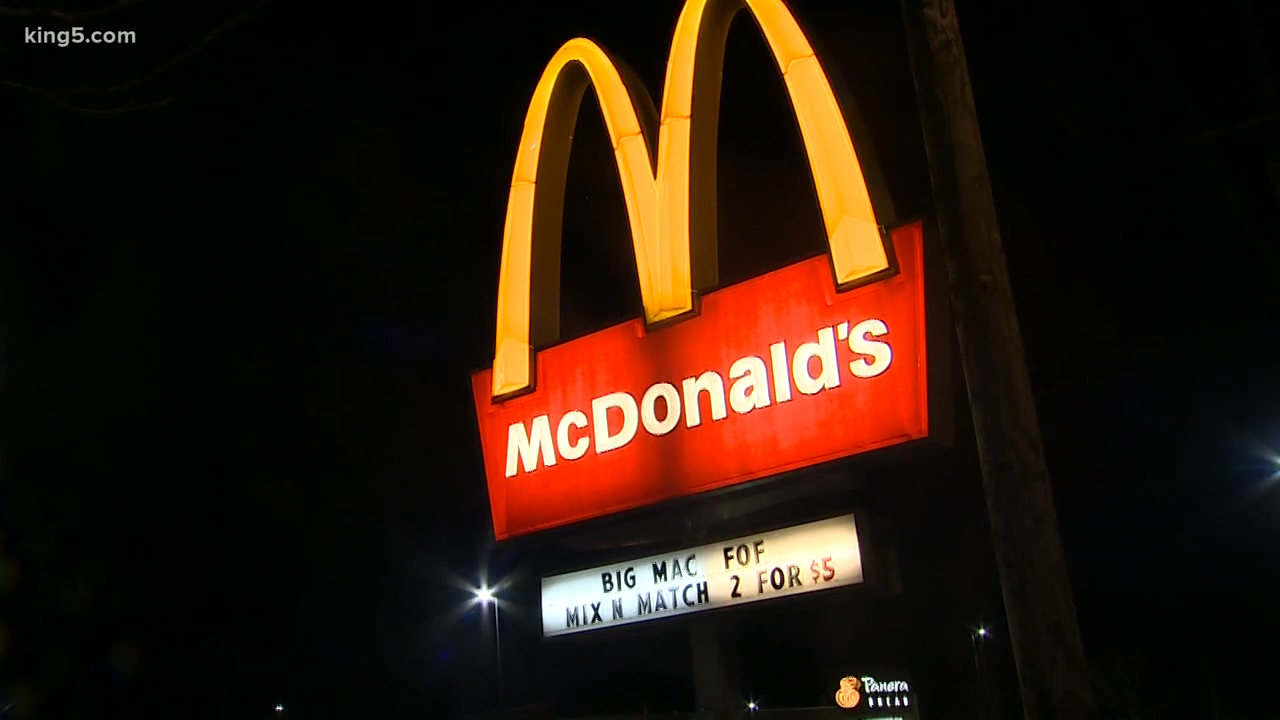 king5.com
McDonald's
BIG MAC FOF
MIX N MATCH 2 FOR $5
Panera
BREAD